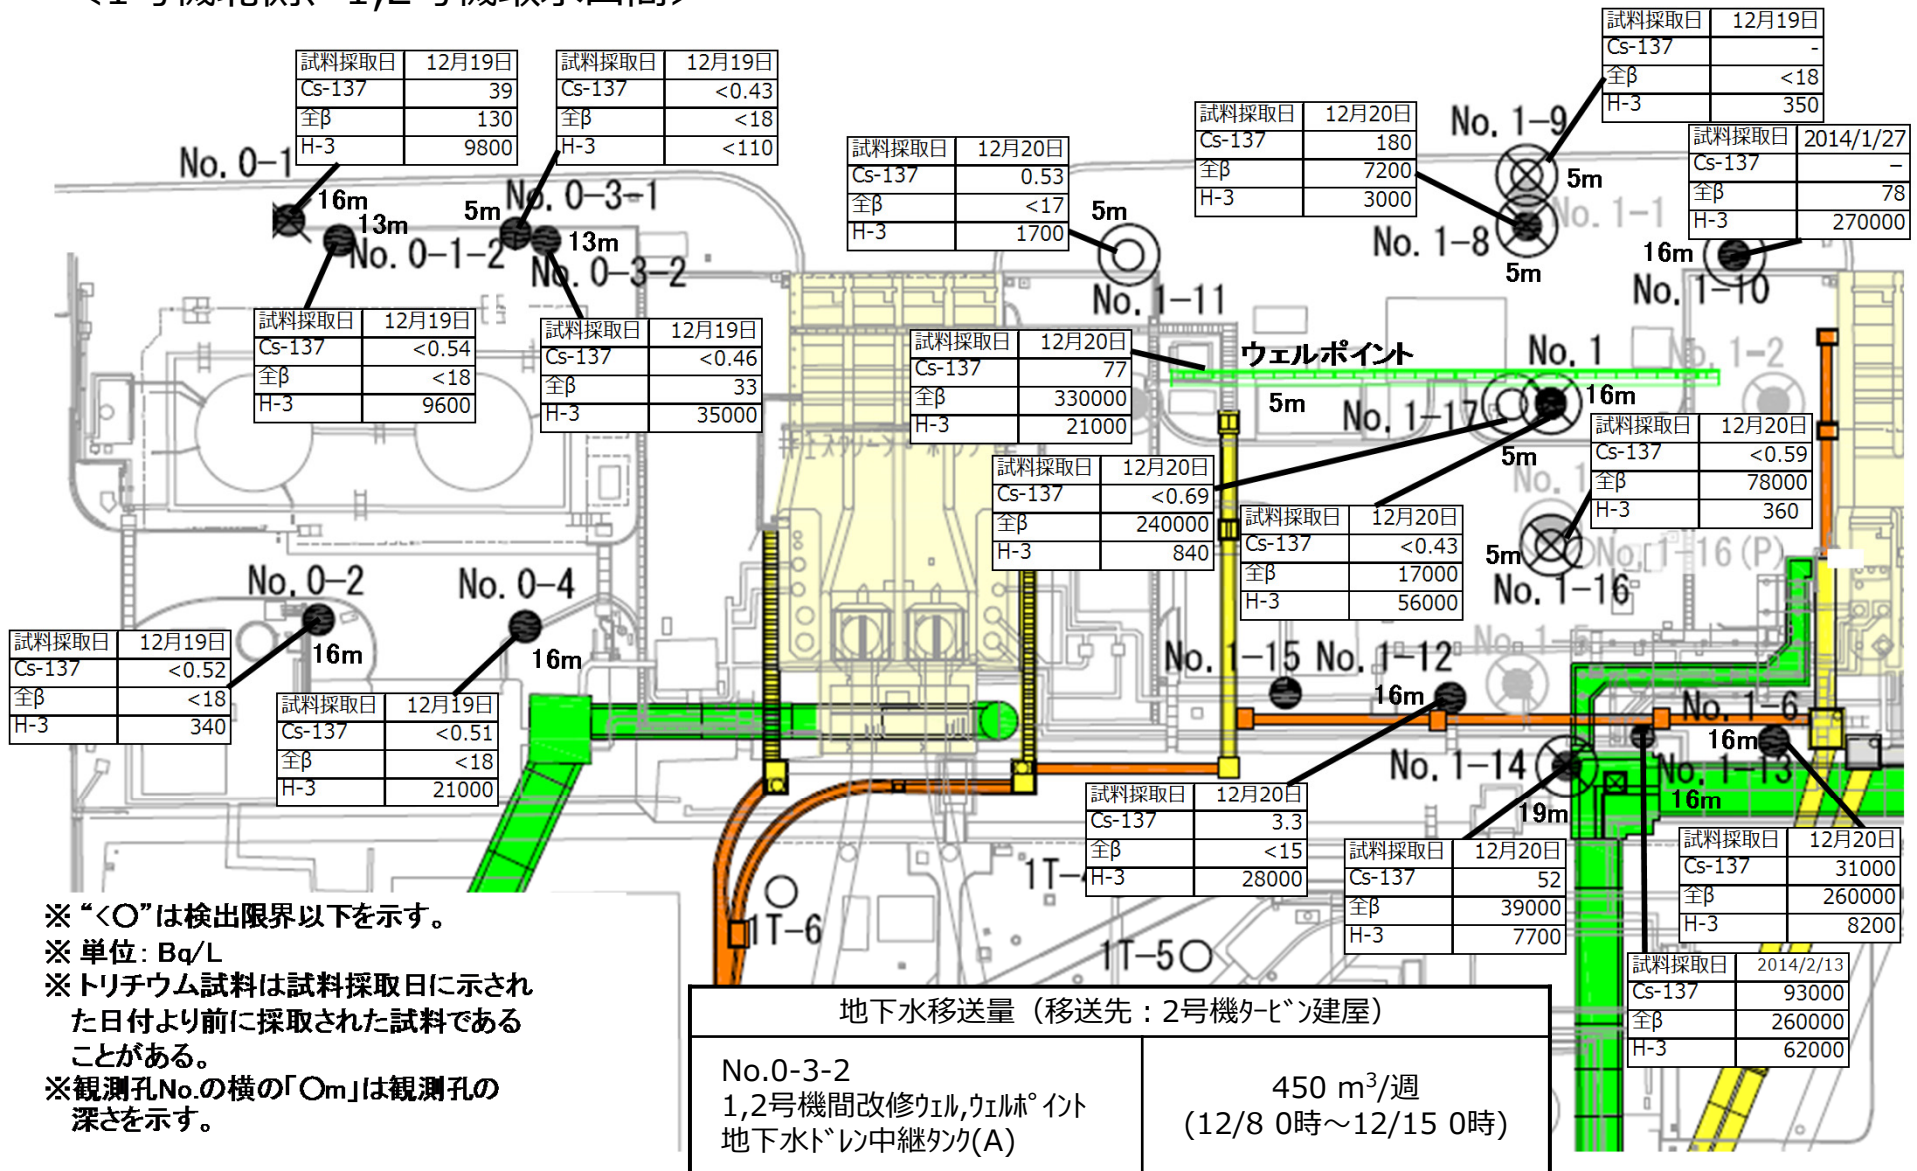 <1号機北側、1,2号機取水口間>
試料採取日 12月19日
Cs-137 39
全β 130
H-3 9800
試料採取日 12月19日
Cs-137 <0.43
全β <18
H-3 <110
試料採取日 12月20日
Cs-137 0.53
全β <17
H-3 1700
試料採取日 12月20日
Cs-137 180
全β 7200
H-3 3000
試料採取日 12月19日
Cs-137 -
全β <18
H-3 350
試料採取日 2014/1/27
Cs-137 –
全β 78
H-3 270000
No. 0-1
16m
13m
No. 0-1-2
5m
No. 0-3-1
13m
No. 0-3-2
5m
No. 1-11
No. 1-9
5m
No. 1-1
No. 1-8
5m
16m
No. 1-10
試料採取日 12月19日
Cs-137 <0.54
全β <18
H-3 9600
試料採取日 12月19日
Cs-137 <0.46
全β 33
H-3 35000
試料採取日 12月20日
Cs-137 77
全β 330000
H-3 21000
ウェルポイント
5m
No. 1
16m
No. 1-2
No. 1-17
5m
試料採取日 12月20日
Cs-137 <0.69
全β 240000
H-3 840
試料採取日 12月20日
Cs-137 <0.43
全β 17000
H-3 56000
試料採取日 12月20日
Cs-137 <0.59
全β 78000
H-3 360
5m
No. 1-16(P)
No. 1-16
No. 0-2
16m
No. 0-4
16m
No. 1-15
No. 1-12
16m
No. 1-5
No. 1-6
16m
No. 1-14
19m
No. 1-13
16m
試料採取日 12月19日
Cs-137 <0.52
全β <18
H-3 340
試料採取日 12月19日
Cs-137 <0.51
全β <18
H-3 21000
試料採取日 12月20日
Cs-137 3.3
全β <15
H-3 28000
試料採取日 12月20日
Cs-137 52
全β 39000
H-3 7700
試料採取日 12月20日
Cs-137 31000
全β 260000
H-3 8200
試料採取日 2014/2/13
Cs-137 93000
全β 260000
H-3 62000
1T-6
1T-5
※ “<〇”は検出限界以下を示す。
※ 単位: Bq/L
※ トリチウム試料は試料採取日に示され
た日付より前に採取された試料である
ことがある。
※観測孔No.の横の「〇m」は観測孔の
深さを示す。
地下水移送量（移送先：2号機ﾀｰﾋﾞﾝ建屋）
No.0-3-2
1,2号機間改修ｳｪﾙ,ｳｪﾙﾎﾟｲﾝﾄ
地下水ﾄﾞﾚﾝ中継ﾀﾝｸ(A)
450 m³/週
(12/8 0時～12/15 0時)